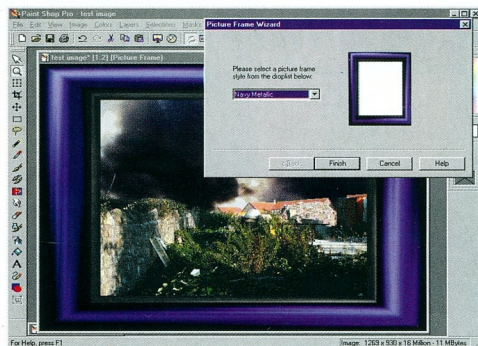 Paint Shop Pro - test image
File Edit View Image Colors Layers Selections Masks
Picture Frame Wizard
test image* [1:2] (Picture Frame)
Please select a picture frame
style from the droplist below:
Navy Metallic
< Back
Finish
Cancel
Help
For Help, press F1
Image: 1269 x 930 x 16 Million - 11 MBytes